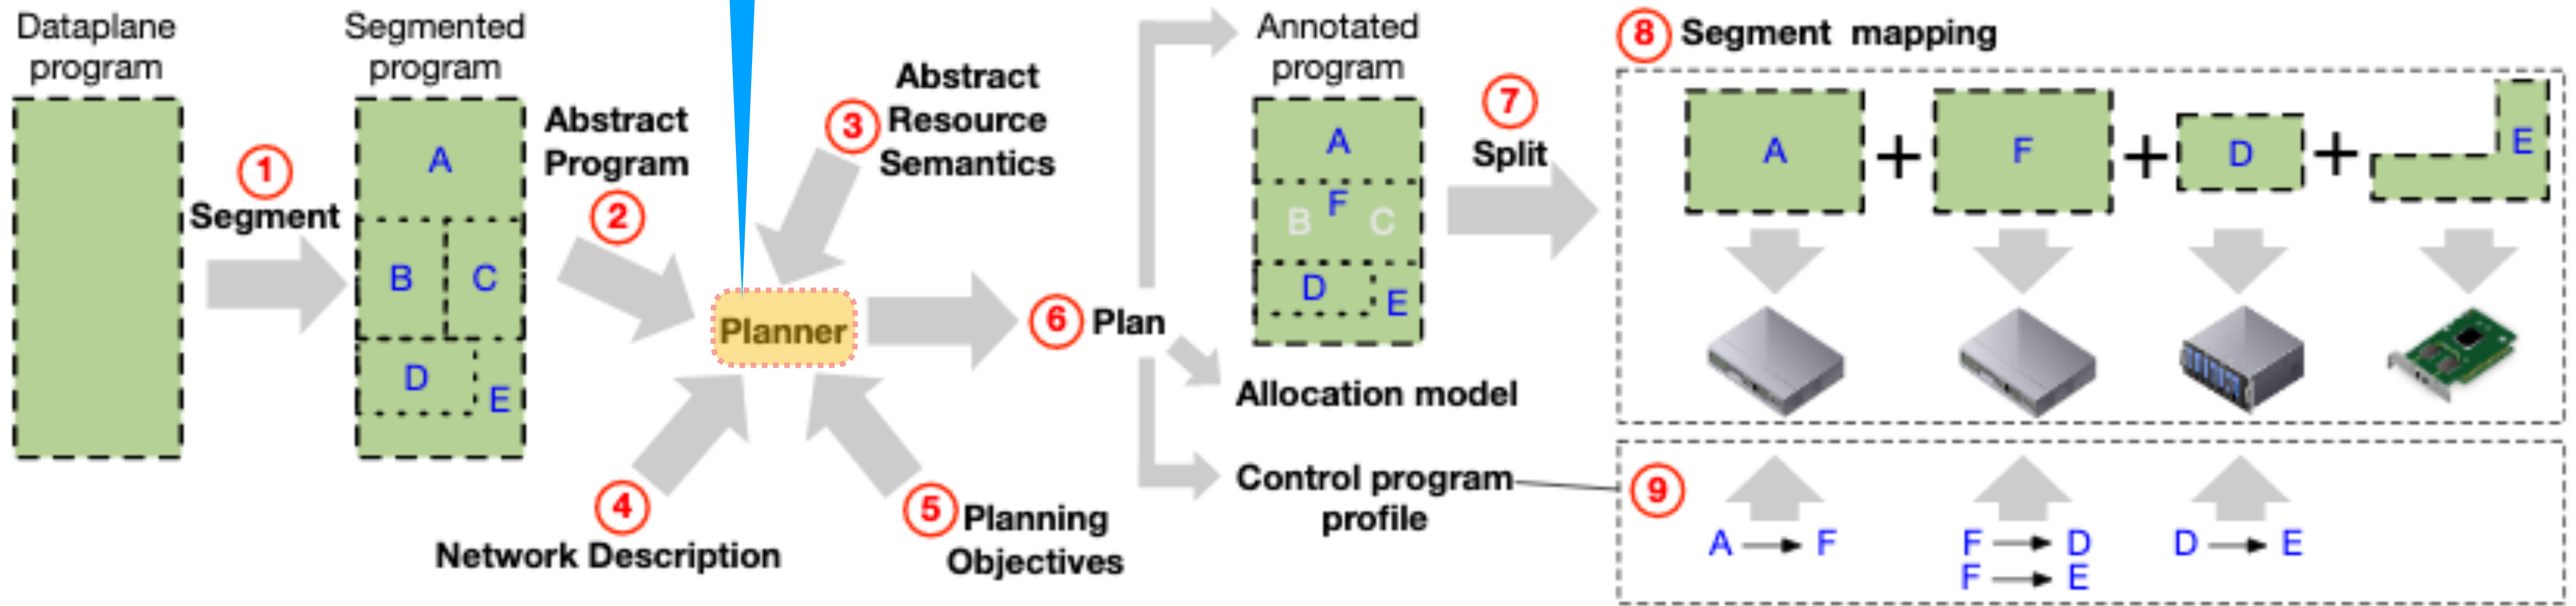 Dataplane
program
1
Segment
Segmented
program
A
B
C
D
E
Abstract
Program
2
3
Abstract
Resource
Semantics
Planner
4
Network Description
5
Planning
Objectives
6 Plan
Annotated
program
A
F
B C
D
E
Allocation model
Control program
profile
7
Split
8 Segment mapping
A + F + D + E
9
A → F
F → D
F → E
D → E